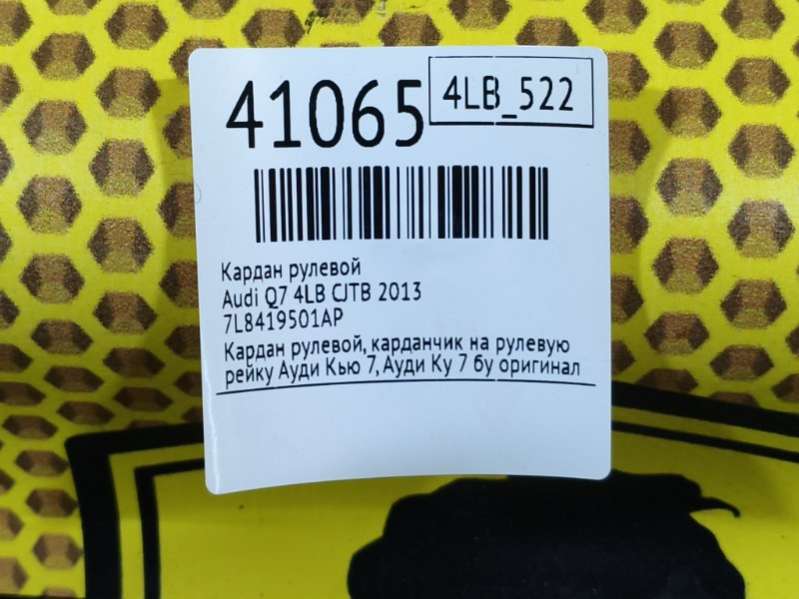 41065
4LB_522
Кардан рулевой
Audi Q7 4LB CJTB 2013
7L8419501AP
Кардан рулевой, карданчик на рулевую
рейку Ауди Кью 7, Ауди Ку 7 бу оригинал